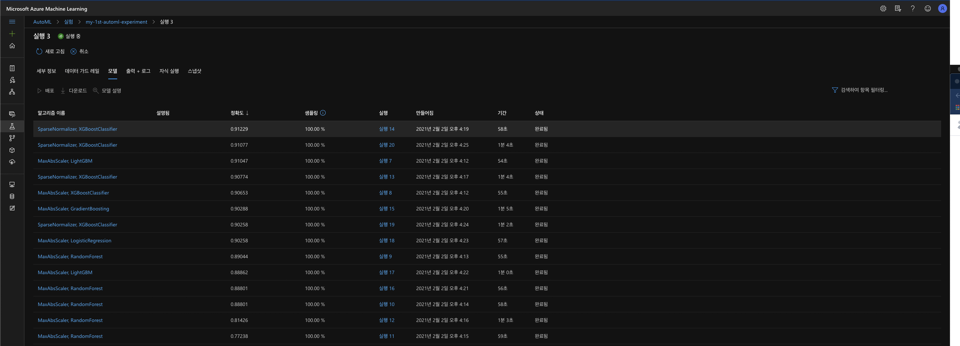 Microsoft Azure Machine Learning
AutoML > 실험 > my-1st-automl-experiment > 실행 3
실행 3 실행 중
새로 고침 취소
세부 정보 데이터 가드 레일 모델 출력 + 로그 자식 실행 스냅샷
배포 다운로드 모델 설명 검색하여 항목 필터링...
알고리즘 이름 설명됨 정확도 ↓ 샘플링 실행 만들어짐 기간 상태
SparseNormalizer, XGBoostClassifier 0.91229 100.00 % 실행 14 2021년 2월 2일 오후 4:19 58초 완료됨
SparseNormalizer, XGBoostClassifier 0.91077 100.00 % 실행 20 2021년 2월 2일 오후 4:25 1분 4초 완료됨
MaxAbsScaler, LightGBM 0.91047 100.00 % 실행 7 2021년 2월 2일 오후 4:12 54초 완료됨
SparseNormalizer, XGBoostClassifier 0.90774 100.00 % 실행 13 2021년 2월 2일 오후 4:17 1분 4초 완료됨
MaxAbsScaler, XGBoostClassifier 0.90653 100.00 % 실행 8 2021년 2월 2일 오후 4:12 55초 완료됨
MaxAbsScaler, GradientBoosting 0.90288 100.00 % 실행 15 2021년 2월 2일 오후 4:20 1분 5초 완료됨
SparseNormalizer, XGBoostClassifier 0.90258 100.00 % 실행 19 2021년 2월 2일 오후 4:24 1분 2초 완료됨
MaxAbsScaler, LogisticRegression 0.90258 100.00 % 실행 18 2021년 2월 2일 오후 4:23 57초 완료됨
MaxAbsScaler, RandomForest 0.89044 100.00 % 실행 9 2021년 2월 2일 오후 4:13 55초 완료됨
MaxAbsScaler, LightGBM 0.88862 100.00 % 실행 17 2021년 2월 2일 오후 4:22 1분 0초 완료됨
MaxAbsScaler, RandomForest 0.88801 100.00 % 실행 16 2021년 2월 2일 오후 4:21 56초 완료됨
MaxAbsScaler, RandomForest 0.88801 100.00 % 실행 10 2021년 2월 2일 오후 4:14 58초 완료됨
MaxAbsScaler, RandomForest 0.81426 100.00 % 실행 12 2021년 2월 2일 오후 4:16 1분 3초 완료됨
MaxAbsScaler, RandomForest 0.77238 100.00 % 실행 11 2021년 2월 2일 오후 4:15 59초 완료됨